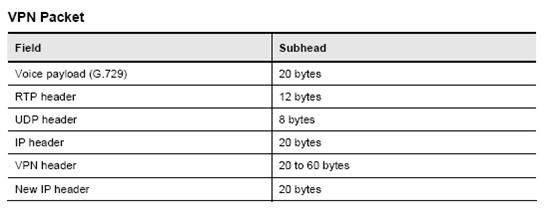 VPN Packet
Field Subhead
Voice payload (G.729) 20 bytes
RTP header 12 bytes
UDP header 8 bytes
IP header 20 bytes
VPN header 20 to 60 bytes
New IP header 20 bytes